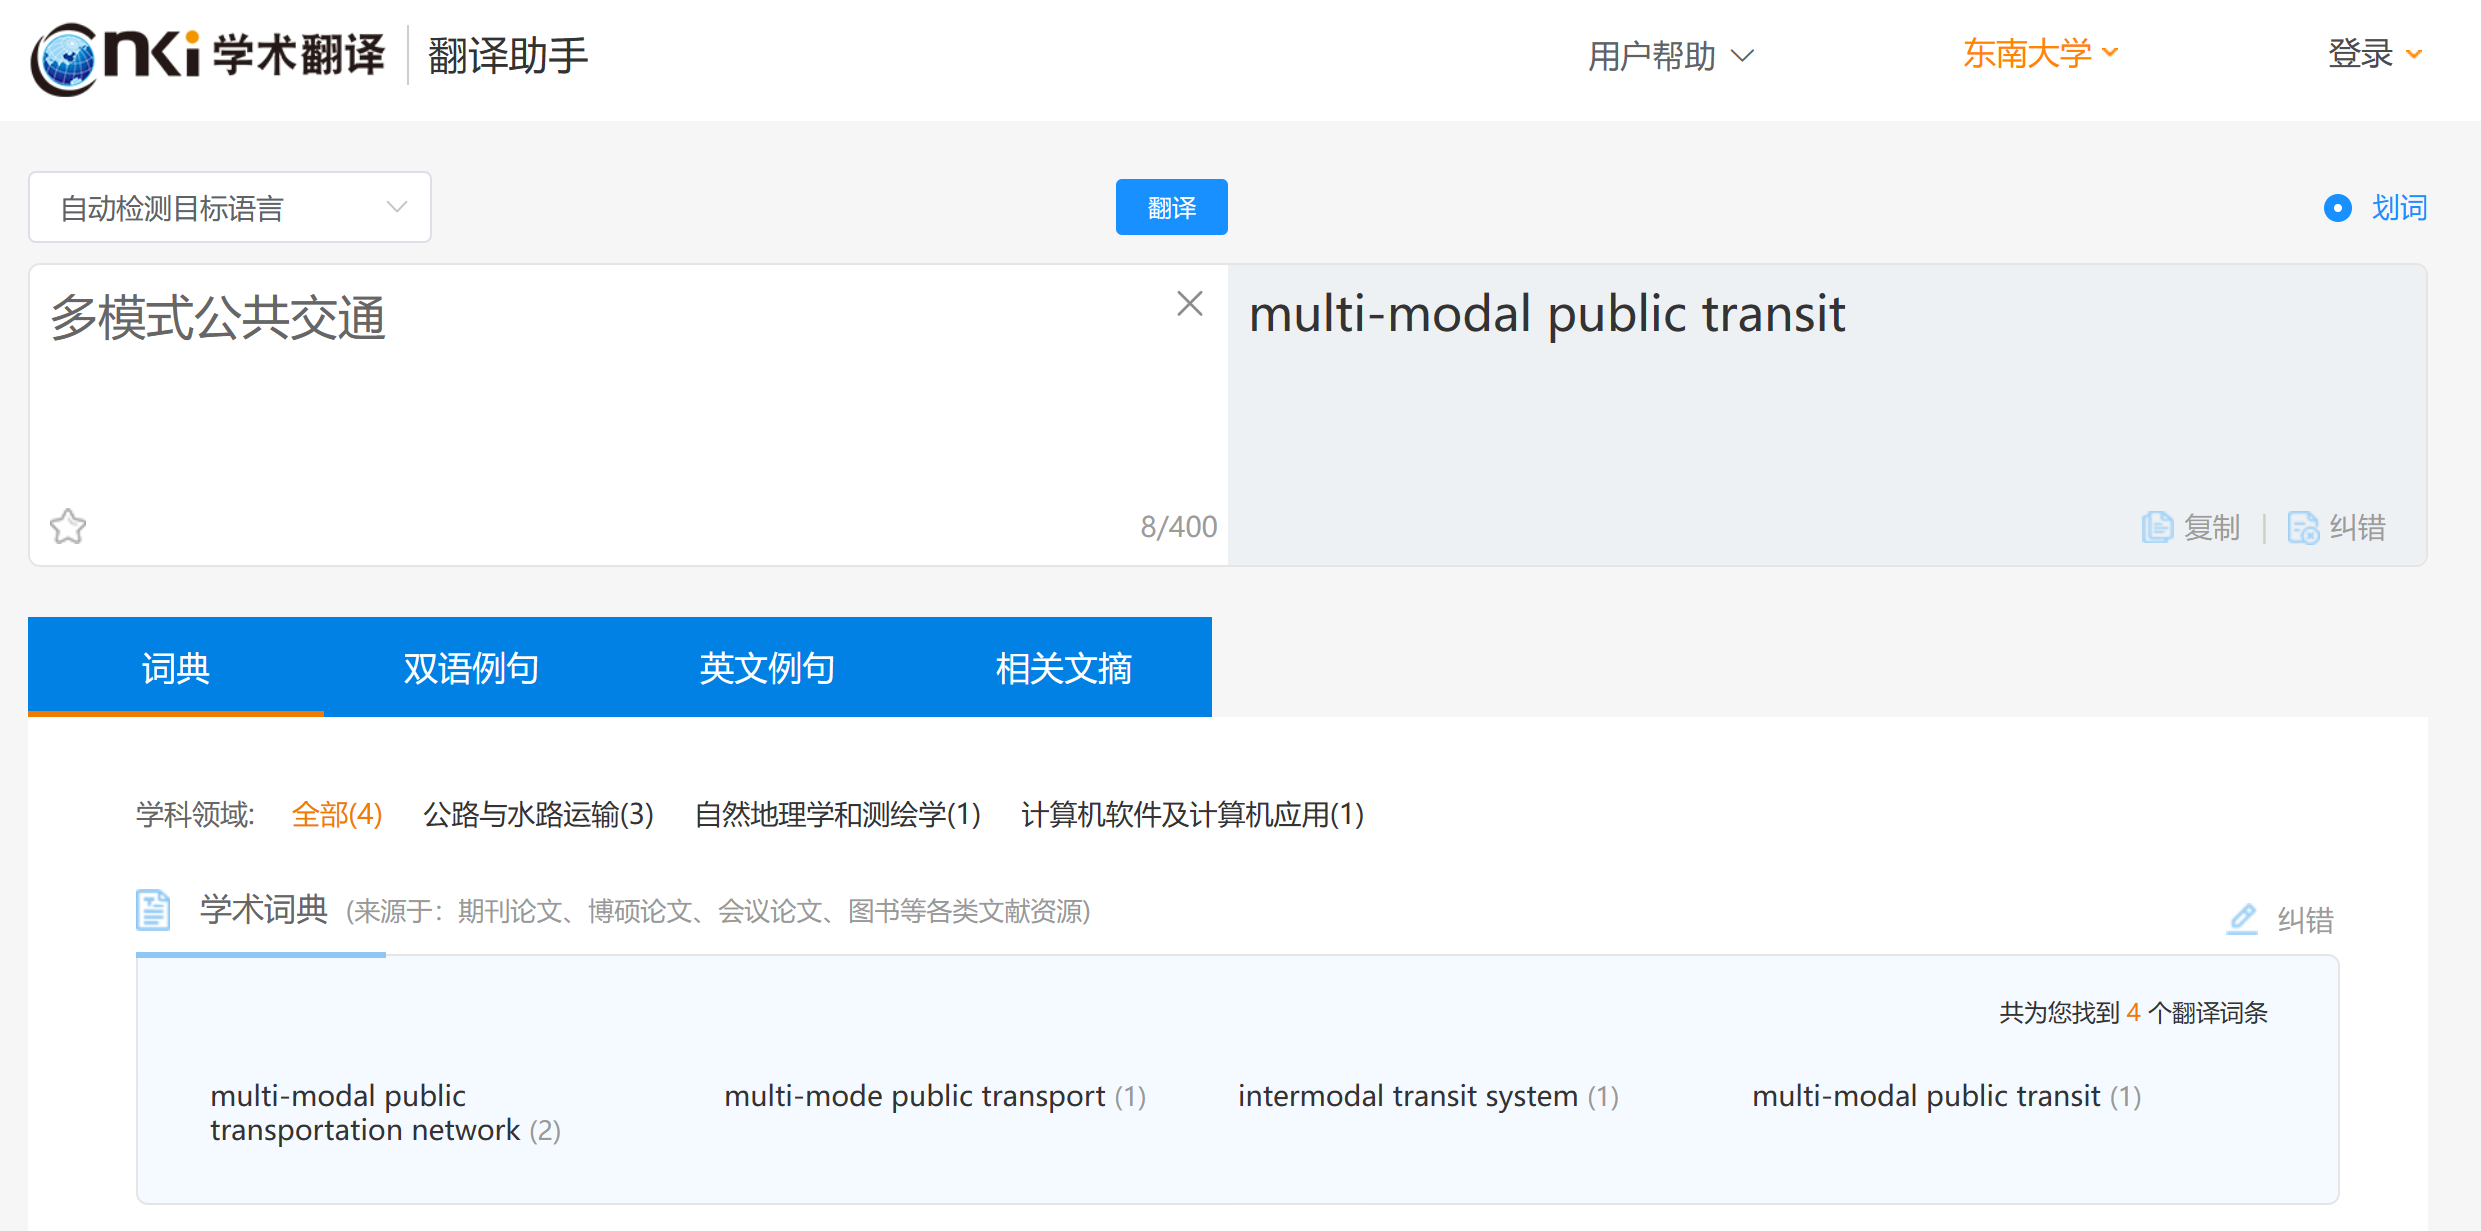 cnki 学术翻译 翻译助手 用户帮助 东南大学 登录
自动检测目标语言 翻译 划词
多模式公共交通 multi-modal public transit
8/400 复制 | 纠错
词典 双语例句 英文例句 相关文摘
学科领域: 全部(4) 公路与水路运输(3) 自然地理学和测绘学(1) 计算机软件及计算机应用(1)
学术词典 (来源于：期刊论文、博硕论文、会议论文、图书等各类文献资源) 纠错
共为您找到 4 个翻译词条
multi-modal public transportation network (2)
multi-mode public transport (1)
intermodal transit system (1)
multi-modal public transit (1)